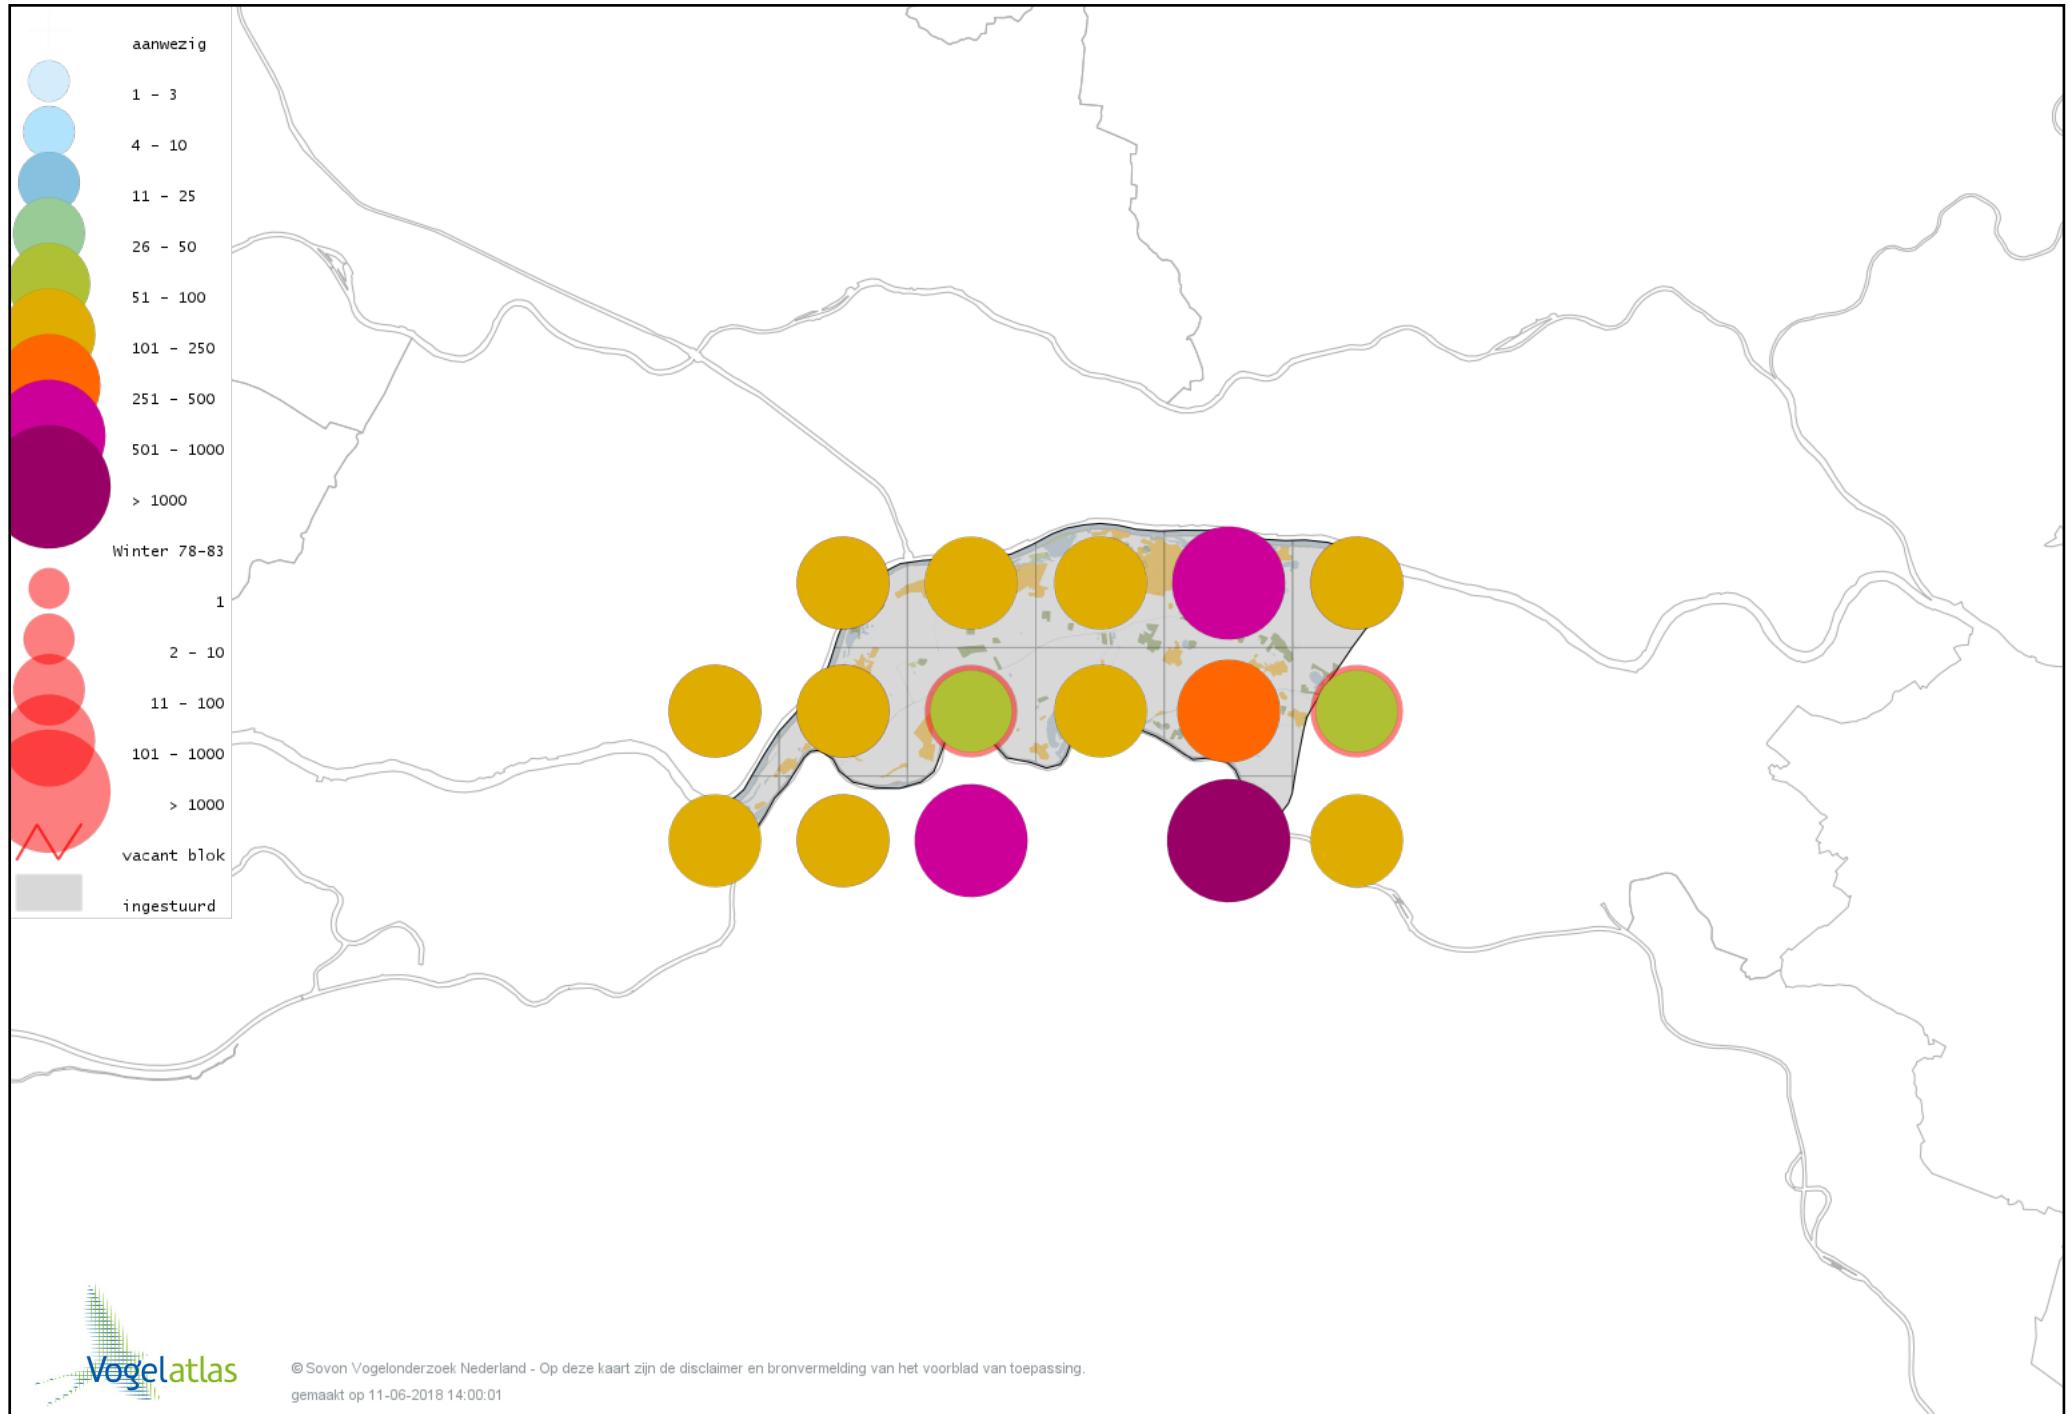 aanwezig
1 - 3
4 - 10
11 - 25
26 - 50
51 - 100
101 - 250
251 - 500
501 - 1000
> 1000
Winter 78-83
1
2 - 10
11 - 100
101 - 1000
> 1000
vacant blok
ingestuurd
Vogelatlas
© Sovon Vogelonderzoek Nederland - Op deze kaart zijn de disclaimer en bronvermelding van het voorblad van toepassing.
gemaakt op 11-06-2018 14:00:01